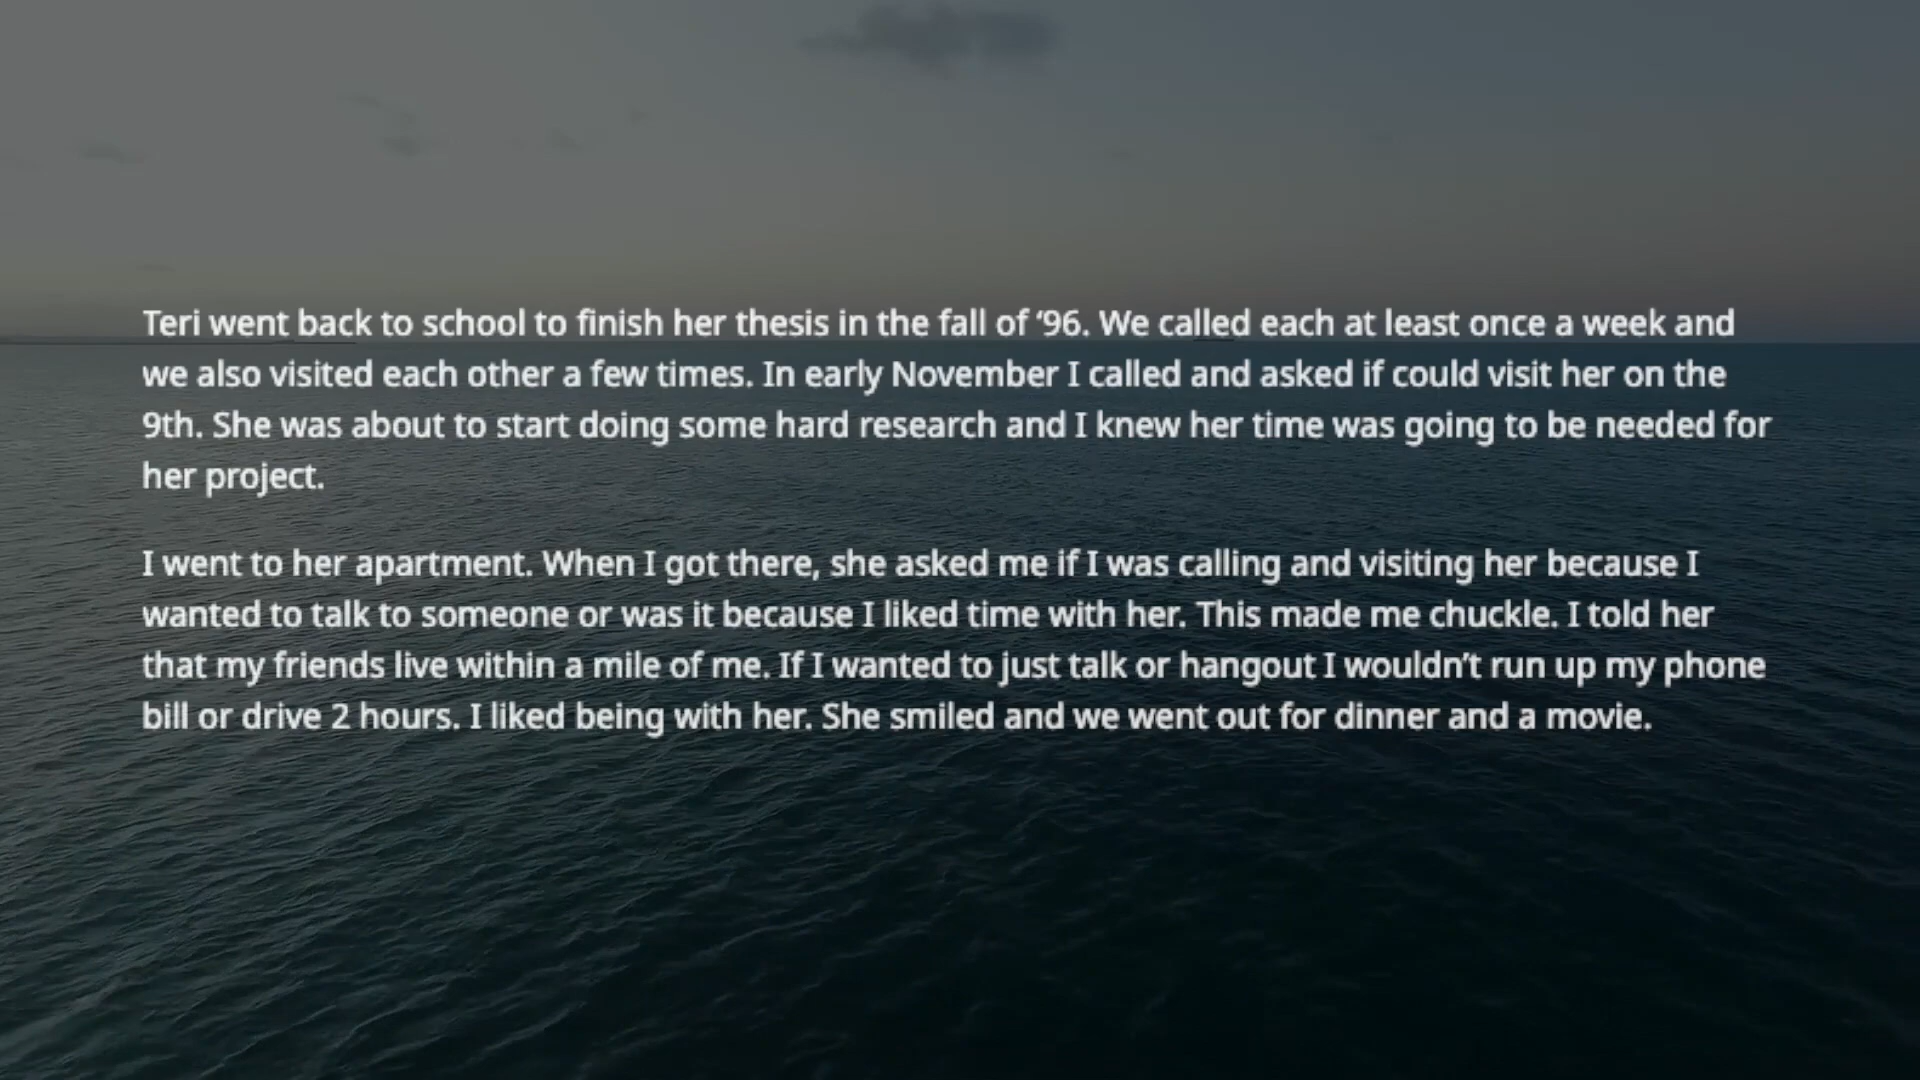 Teri went back to school to finish her thesis in the fall of ‘96. We called each at least once a week and
we also visited each other a few times. In early November I called and asked if could visit her on the
9th. She was about to start doing some hard research and I knew her time was going to be needed for
her project.
I went to her apartment. When I got there, she asked me if I was calling and visiting her because I
wanted to talk to someone or was it because I liked time with her. This made me chuckle. I told her
that my friends live within a mile of me. If I wanted to just talk or hangout I wouldn’t run up my phone
bill or drive 2 hours. I liked being with her. She smiled and we went out for dinner and a movie.